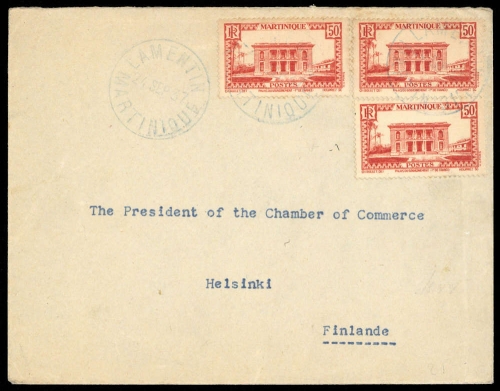 LAMENTIN
MARTINIQUE
RF MARTINIQUE 50
POSTES
TINIQUE
RF MARTINIQUE 50
POSTES
RF MARTINIQUE 50
POSTES
The President of the Chamber of Commerce
Helsinki
Finlande